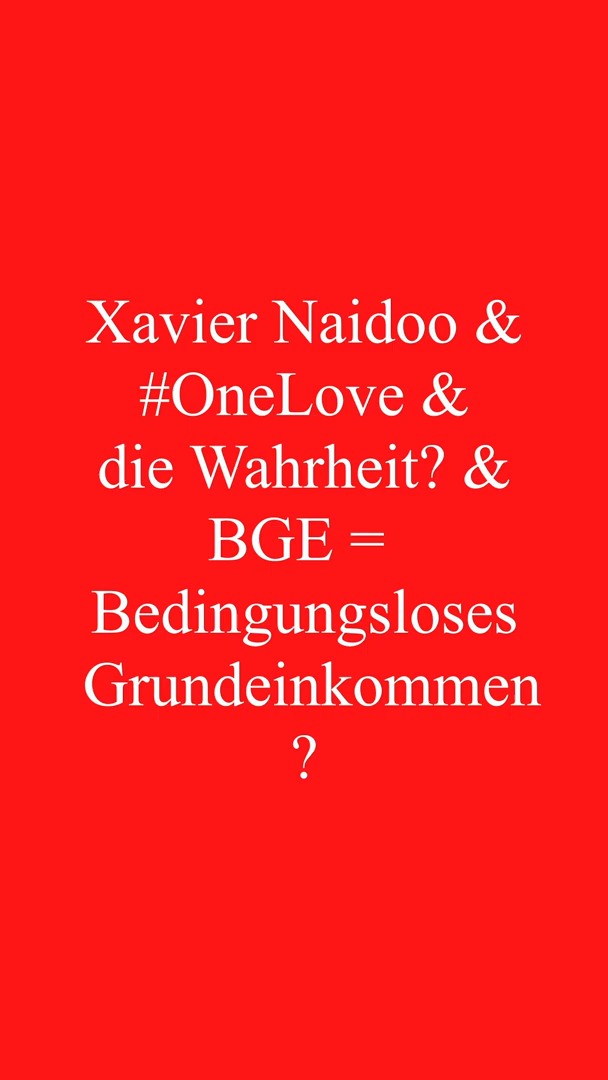 Xavier Naidoo &
#OneLove &
die Wahrheit? &
BGE =
Bedingungsloses
Grundeinkommen
?